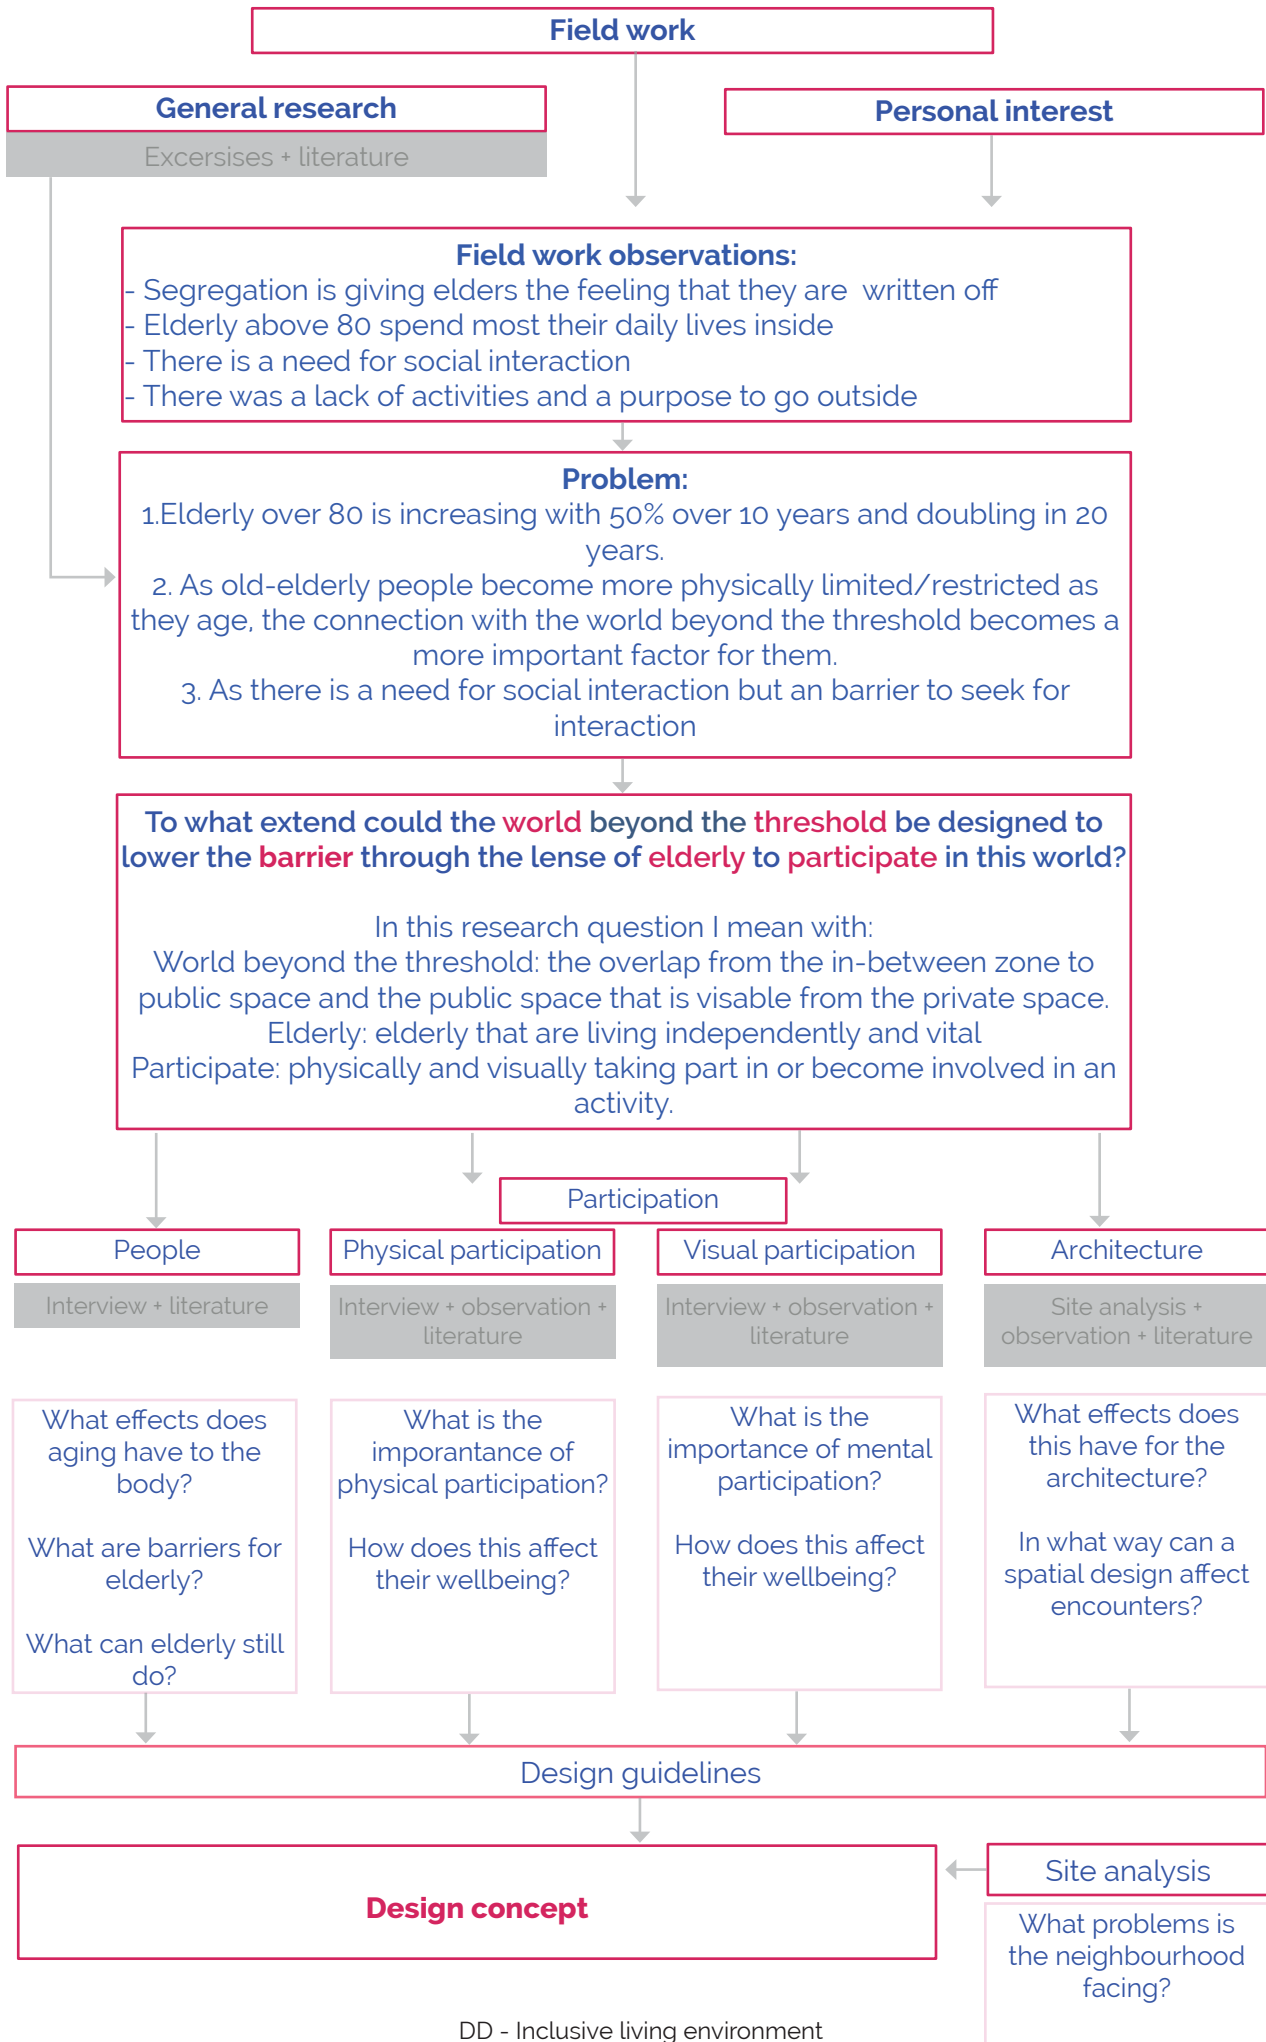 Field work
General research
Personal interest
Excersises + literature
Field work observations:
- Segregation is giving elders the feeling that they are  written off
- Elderly above 80 spend most their daily lives inside
- There is a need for social interaction
- There was a lack of activities and a purpose to go outside
Problem:
1.Elderly over 80 is increasing with 50% over 10 years and doubling in 20
years.
2. As old-elderly people become more physically limited/restricted as
they age, the connection with the world beyond the threshold becomes a
more important factor for them.
3. As there is a need for social interaction but an barrier to seek for
interaction
To what extend could the world beyond the threshold be designed to
lower the barrier through the lense of elderly to participate in this world?
In this research question I mean with:
World beyond the threshold: the overlap from the in-between zone to
public space and the public space that is visable from the private space.
Elderly: elderly that are living independently and vital
Participate: physically and visually taking part in or become involved in an
activity.
Participation
People
Interview + literature
What effects does
aging have to the
body?
What are barriers for
elderly?
What can elderly still
do?
Physical participation
Interview + observation +
literature
What is the
imporantance of
physical participation?
How does this affect
their wellbeing?
Visual participation
Interview + observation +
literature
What is the
importance of mental
participation?
How does this affect
their wellbeing?
Architecture
Site analysis +
observation + literature
What effects does
this have for the
architecture?
In what way can a
spatial design affect
encounters?
Design guidelines
Design concept
Site analysis
What problems is
the neighbourhood
facing?
DD - Inclusive living environment